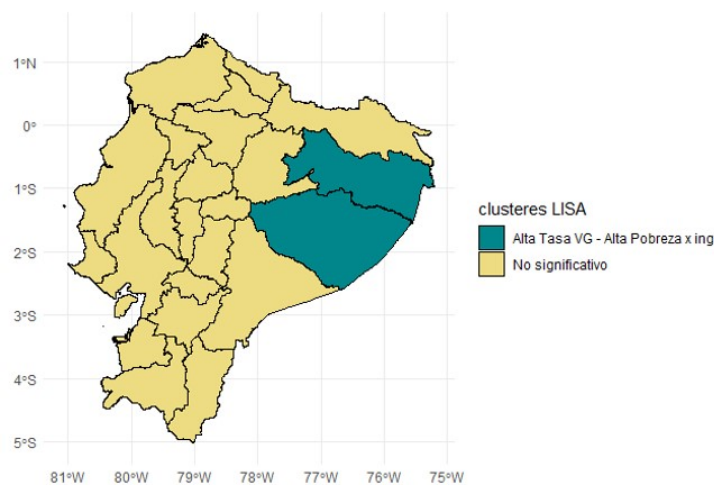 1°N
0°
1°S
2°S
3°S
4°S
5°S
81°W 80°W 79°W 78°W 77°W 76°W 75°W
clusteres LISA
Alta Tasa VG - Alta Pobreza x ing
No significativo